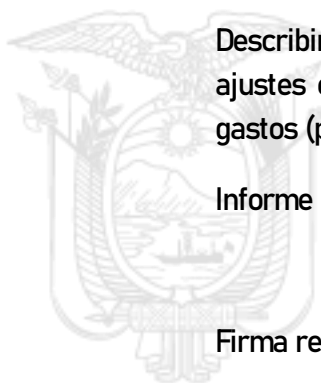 Describir
ajustes
gastos (p
Informe
Firma re